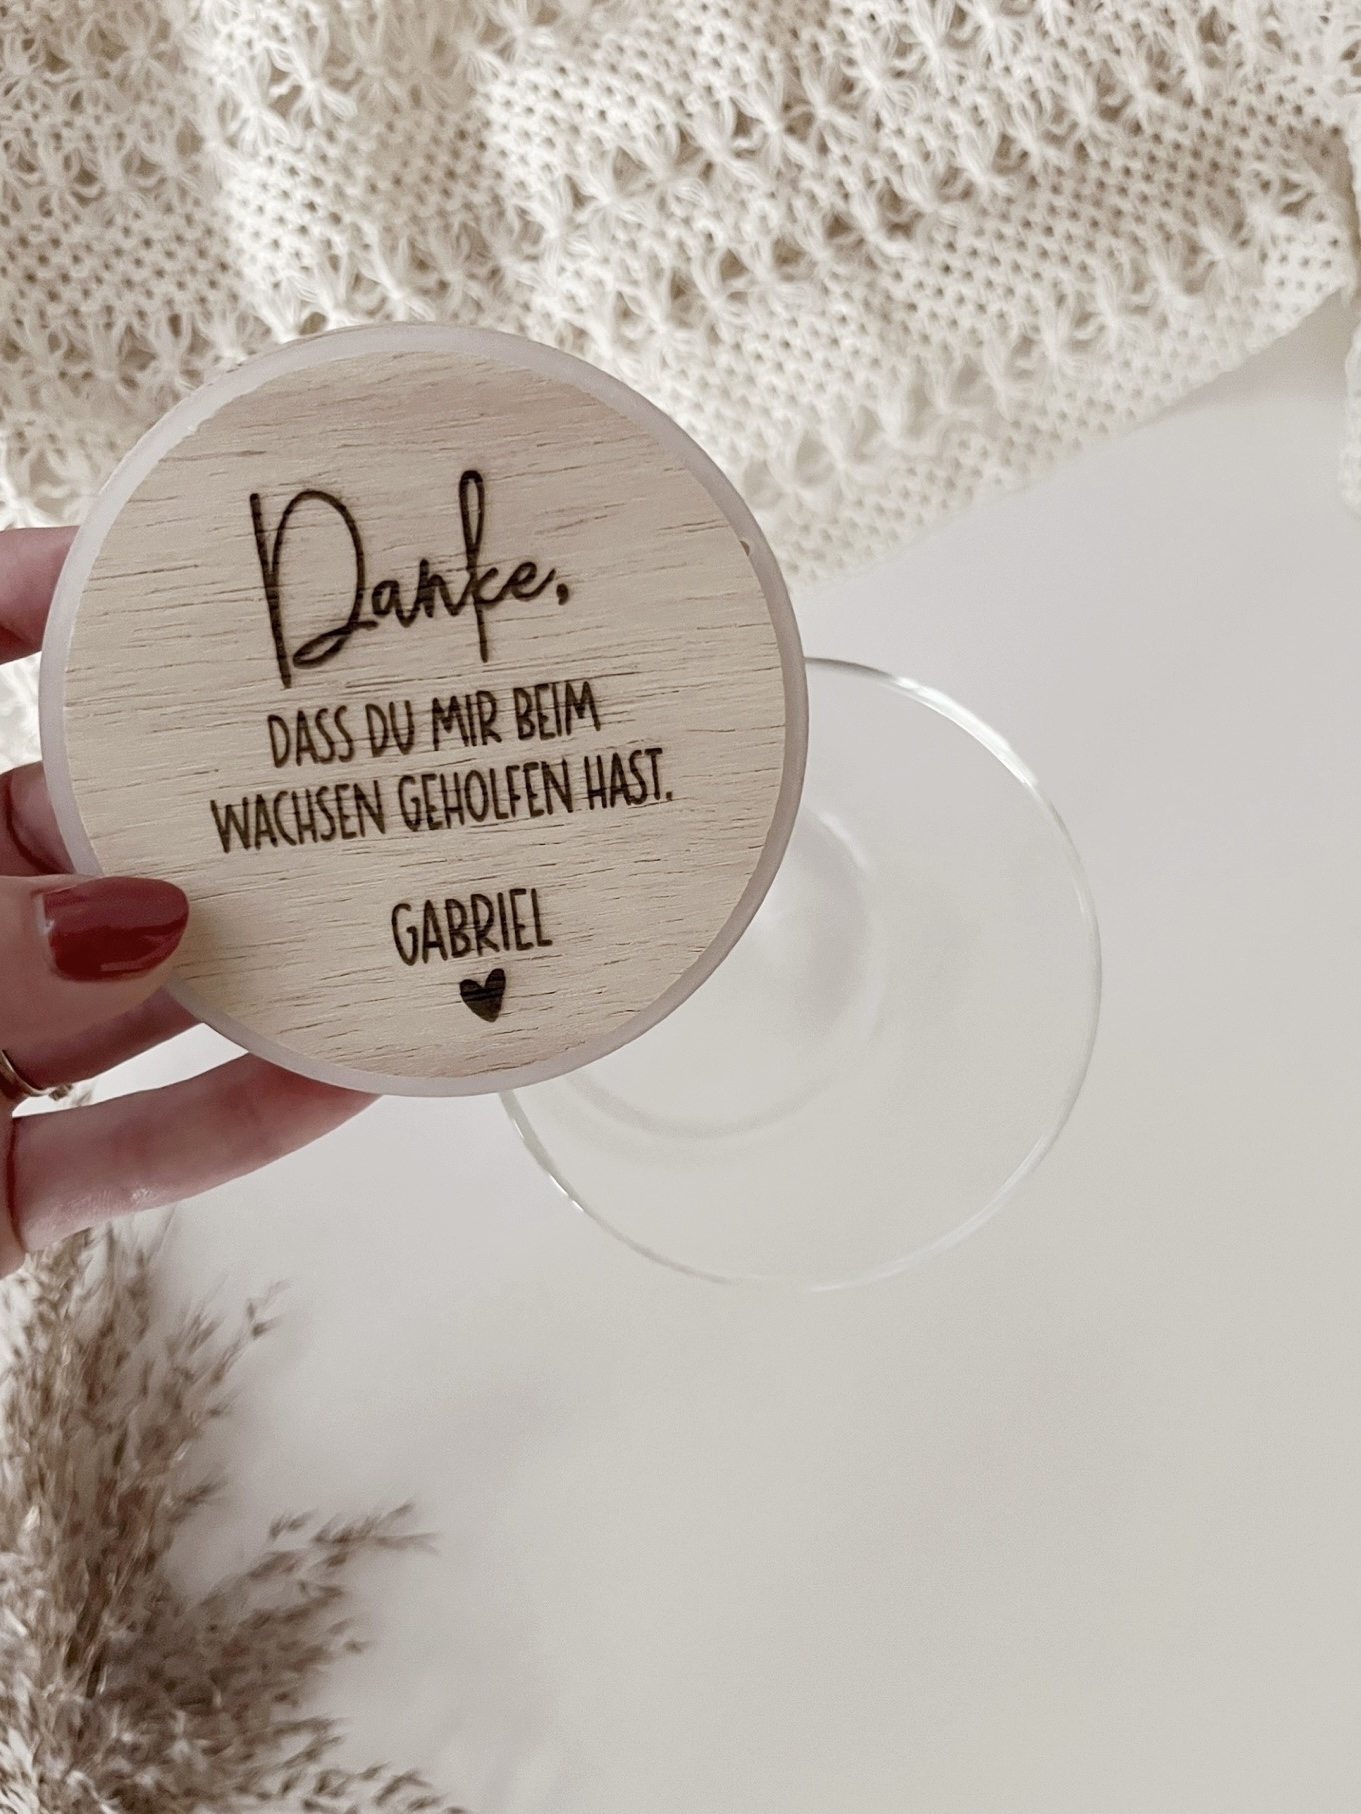 Danke,
DASS DU MIR BEIM
WACHSEN GEHOLFEN HAST.
GABRIEL